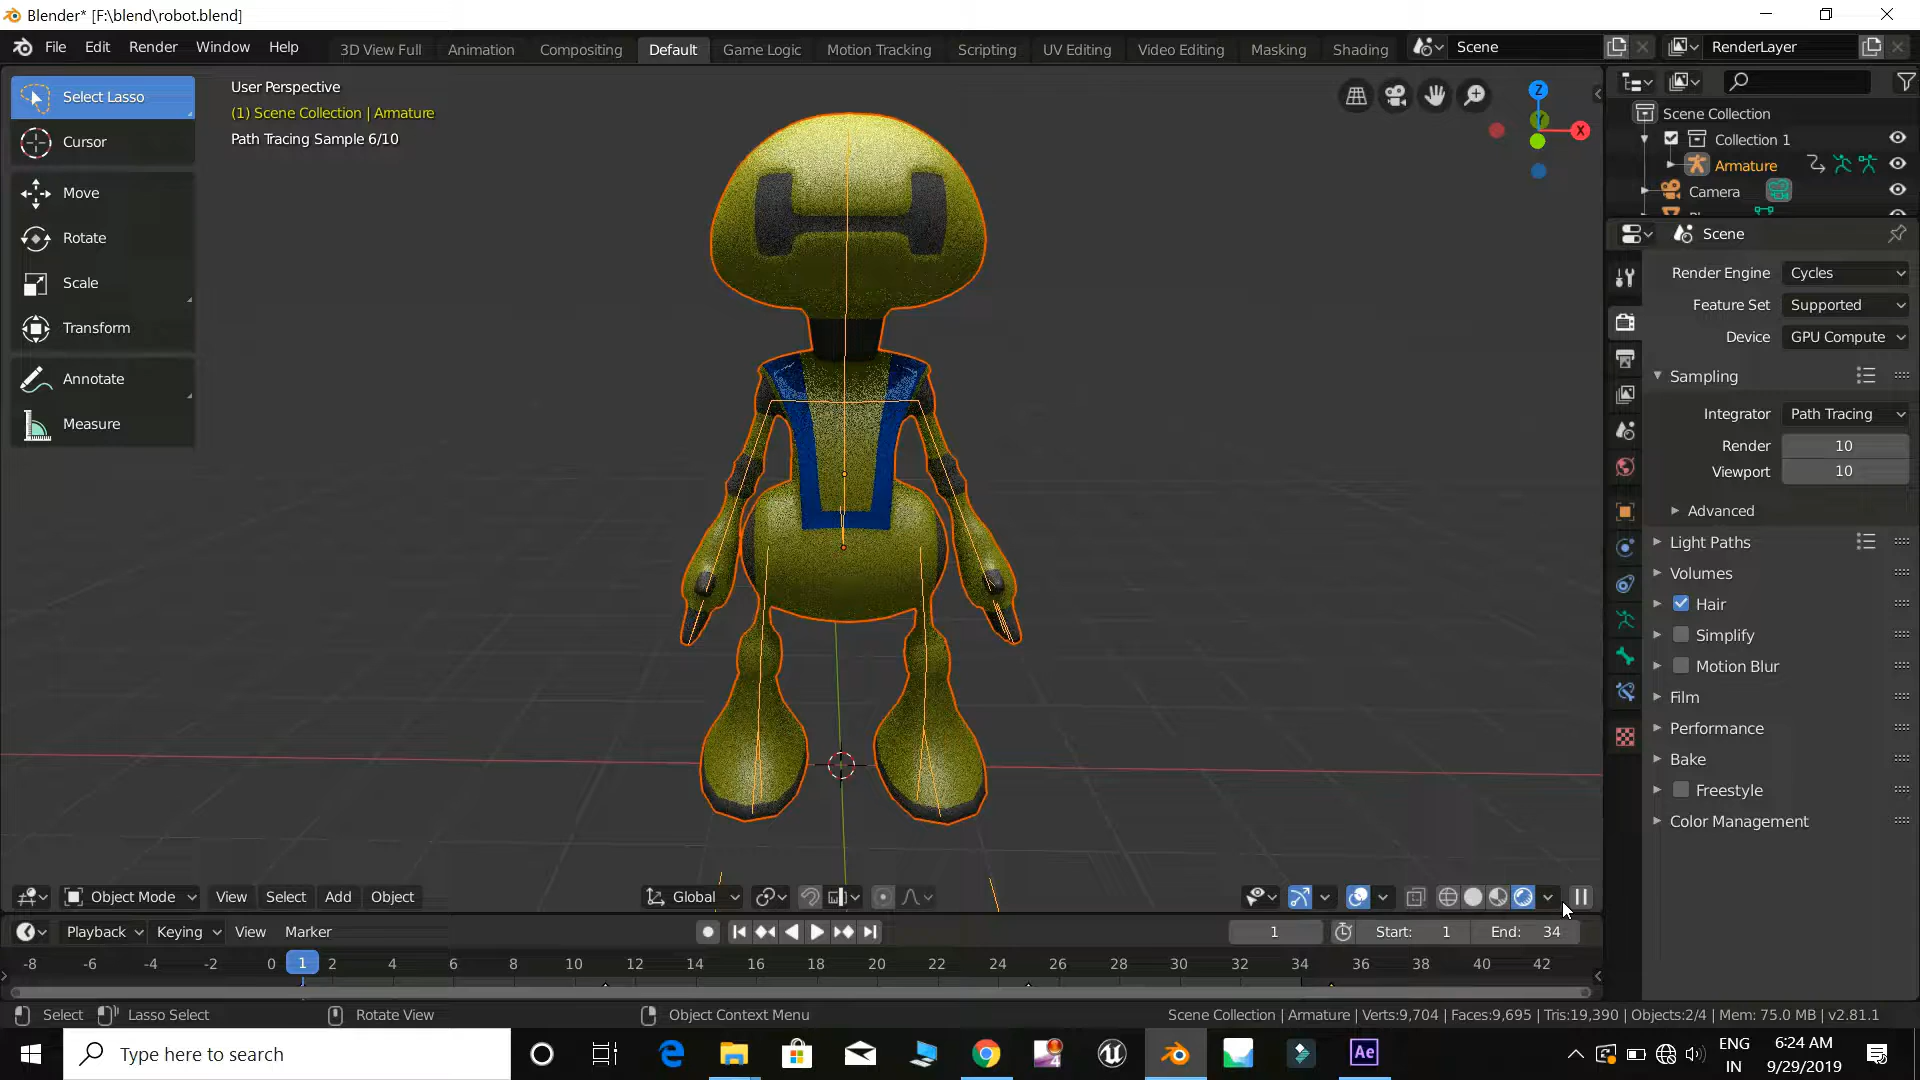 Blender* [F:\blend\robot.blend]
File Edit Render Window Help 3D View Full Animation Compositing Default Game Logic Motion Tracking Scripting UV Editing Video Editing Masking Shading Scene RenderLayer
Select Lasso
Cursor
Move
Rotate
Scale
Transform
Annotate
Measure
User Perspective
(1) Scene Collection | Armature
Path Tracing Sample 6/10
Z
Y
X
Scene Collection
Collection 1
Armature
Camera
Scene
Render Engine Cycles
Feature Set Supported
Device GPU Compute
Sampling
Integrator Path Tracing
Render 10
Viewport 10
Advanced
Light Paths
Volumes
Hair
Simplify
Motion Blur
Film
Performance
Bake
Freestyle
Color Management
Object Mode View Select Add Object Global
Playback Keying View Marker 1 Start: 1 End: 34
-8 -6 -4 -2 0 1 2 4 6 8 10 12 14 16 18 20 22 24 26 28 30 32 34 36 38 40 42
Select Lasso Select Rotate View Object Context Menu Scene Collection | Armature | Verts:9,704 | Faces:9,695 | Tris:19,390 | Objects:2/4 | Mem: 75.0 MB | v2.81.1
Type here to search
4
Ae
ENG
IN
6:24 AM
9/29/2019